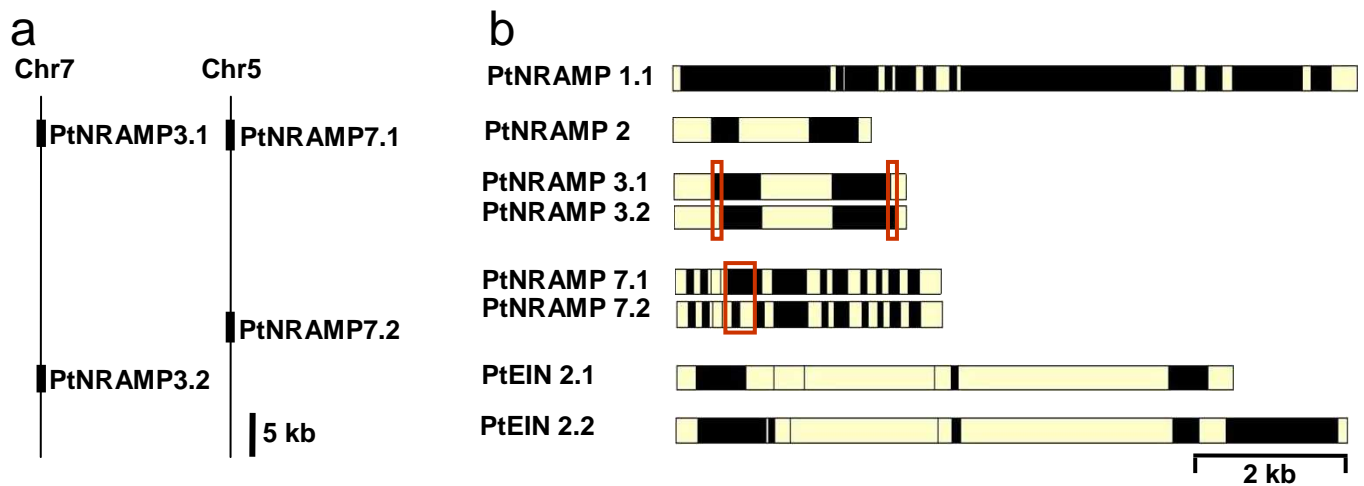 a
Chr7 Chr5
PtNRAMP3.1
PtNRAMP7.1
PtNRAMP7.2
PtNRAMP3.2
5 kb
b
PtNRAMP 1.1
PtNRAMP 2
PtNRAMP 3.1
PtNRAMP 3.2
PtNRAMP 7.1
PtNRAMP 7.2
PtEIN 2.1
PtEIN 2.2
2 kb